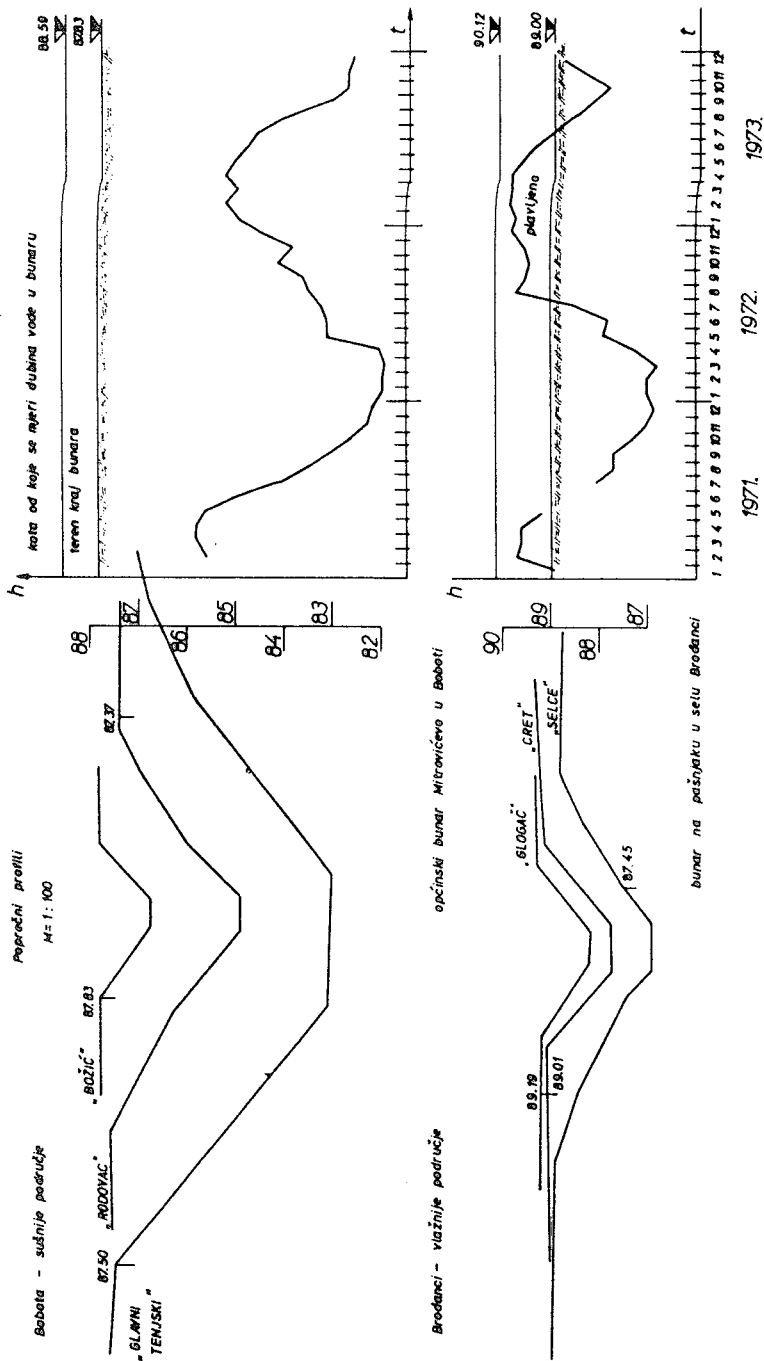 Bobota - sušnije područje
Poprečni profili
M = 1 : 100
"GLAVNI TENJSKI"
87.50
"RODOVAC"
"BOŽIĆ"
87.83
87.37
88
87
86
85
84
83
82
h
kota od koje se mjeri dubina vode u bunaru
teren kraj bunara
88.59
t
općinski bunar Mitrovićevo u Boboti
Brođanci - vlažnije područje
89.19
89.01
"GLOGAČ"
"CRET"
"SELCE"
87.45
90
89
88
87
h
plavljeno
90.12
89.00
t
1 2 3 4 5 6 7 8 9 10 11 12 1 2 3 4 5 6 7 8 9 10 11 12 1 2 3 4 5 6 7 8 9 10 11 12
1971.
1972.
1973.
bunar na pašnjaku u selu Brođanci